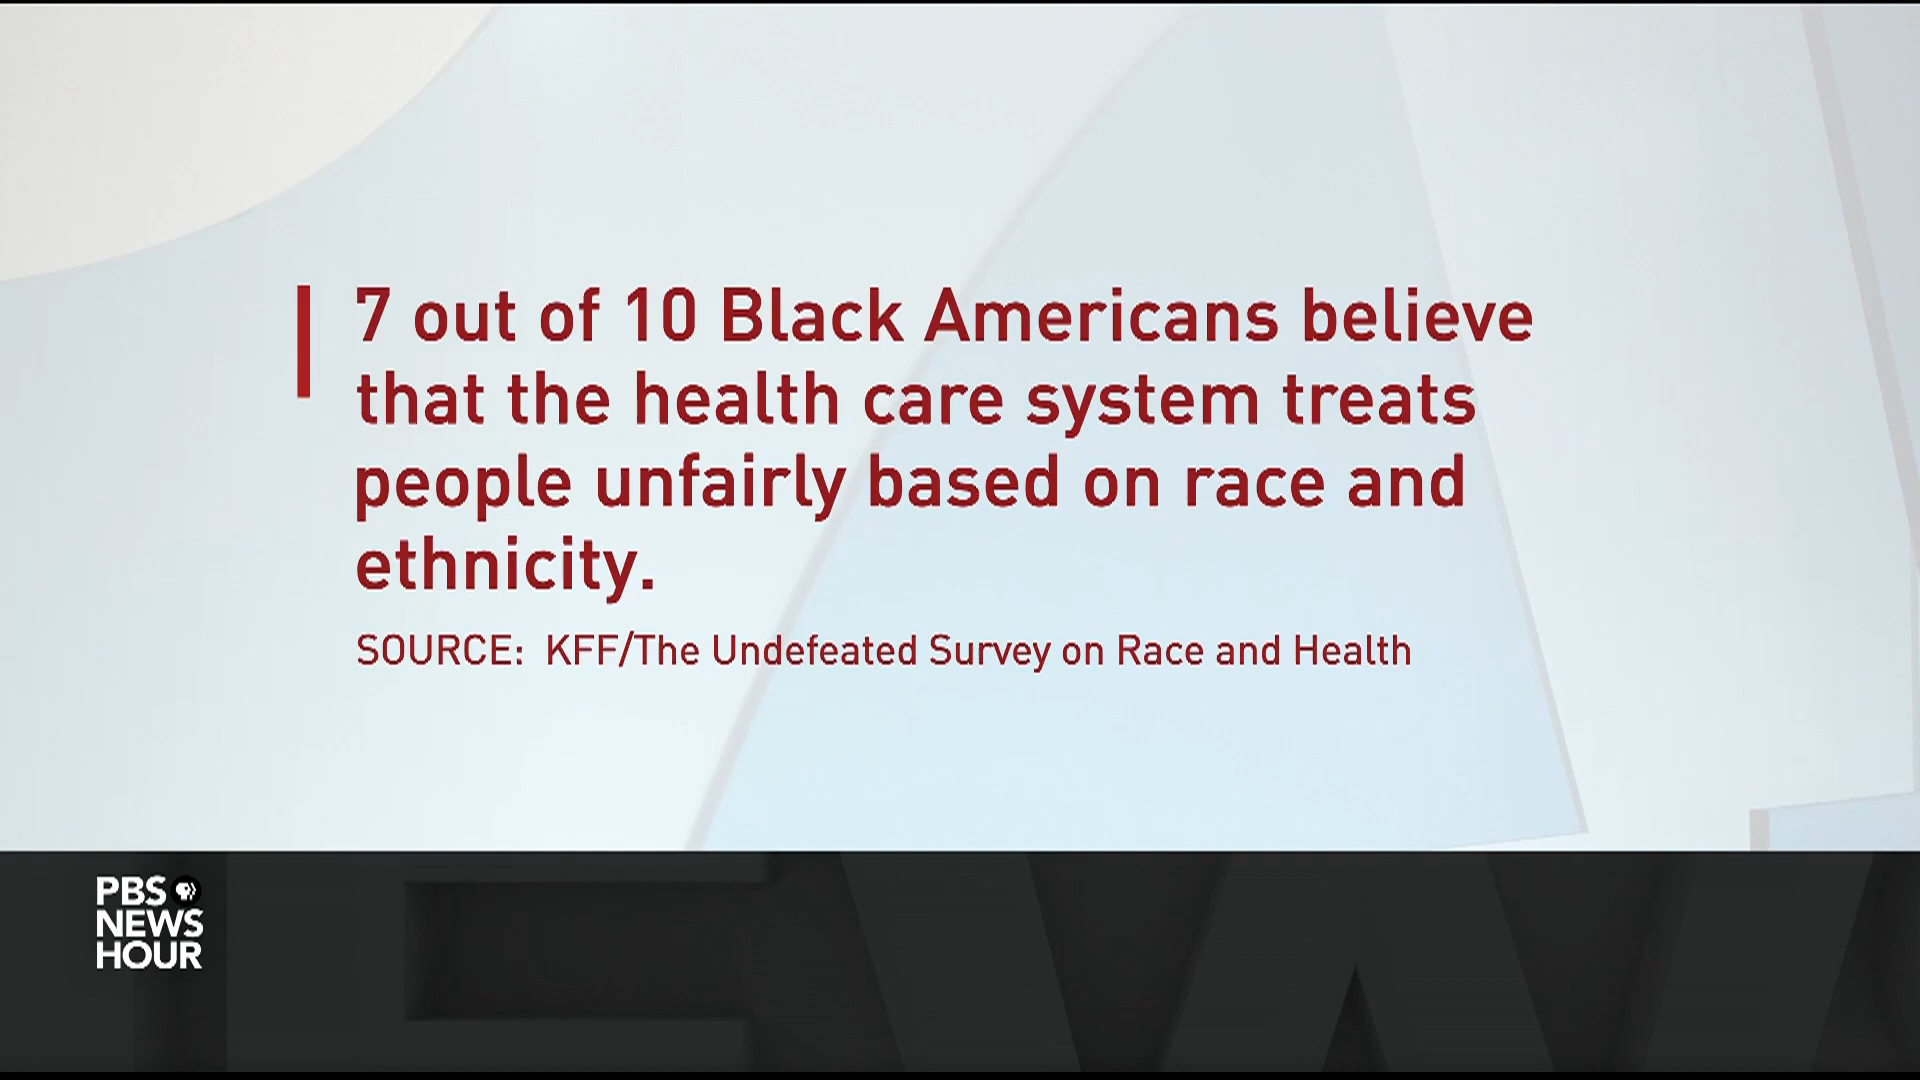 7 out of 10 Black Americans believe
that the health care system treats
people unfairly based on race and
ethnicity.
SOURCE: KFF/The Undefeated Survey on Race and Health
PBS
NEWS
HOUR